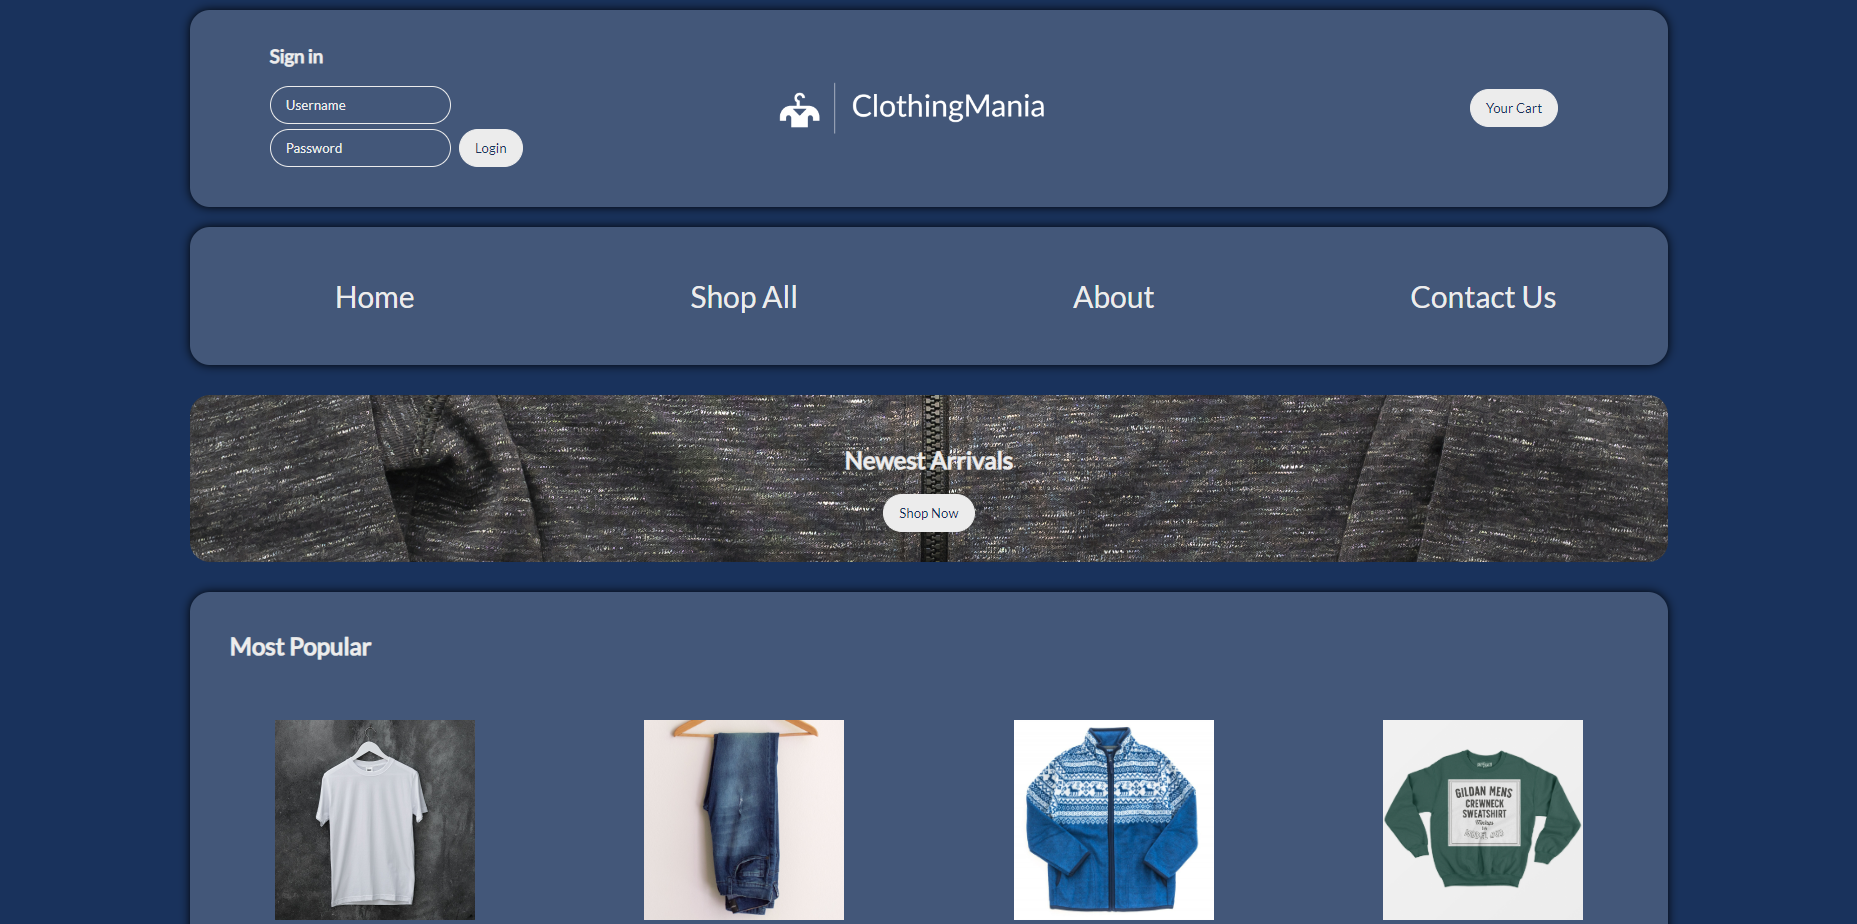 Sign in
Username
Password
Login
ClothingMania
Your Cart
Home
Shop All
About
Contact Us
Newest Arrivals
Shop Now
Most Popular
GILDAN MENS
CREWNECK
SWEATSHIRT
Mockups